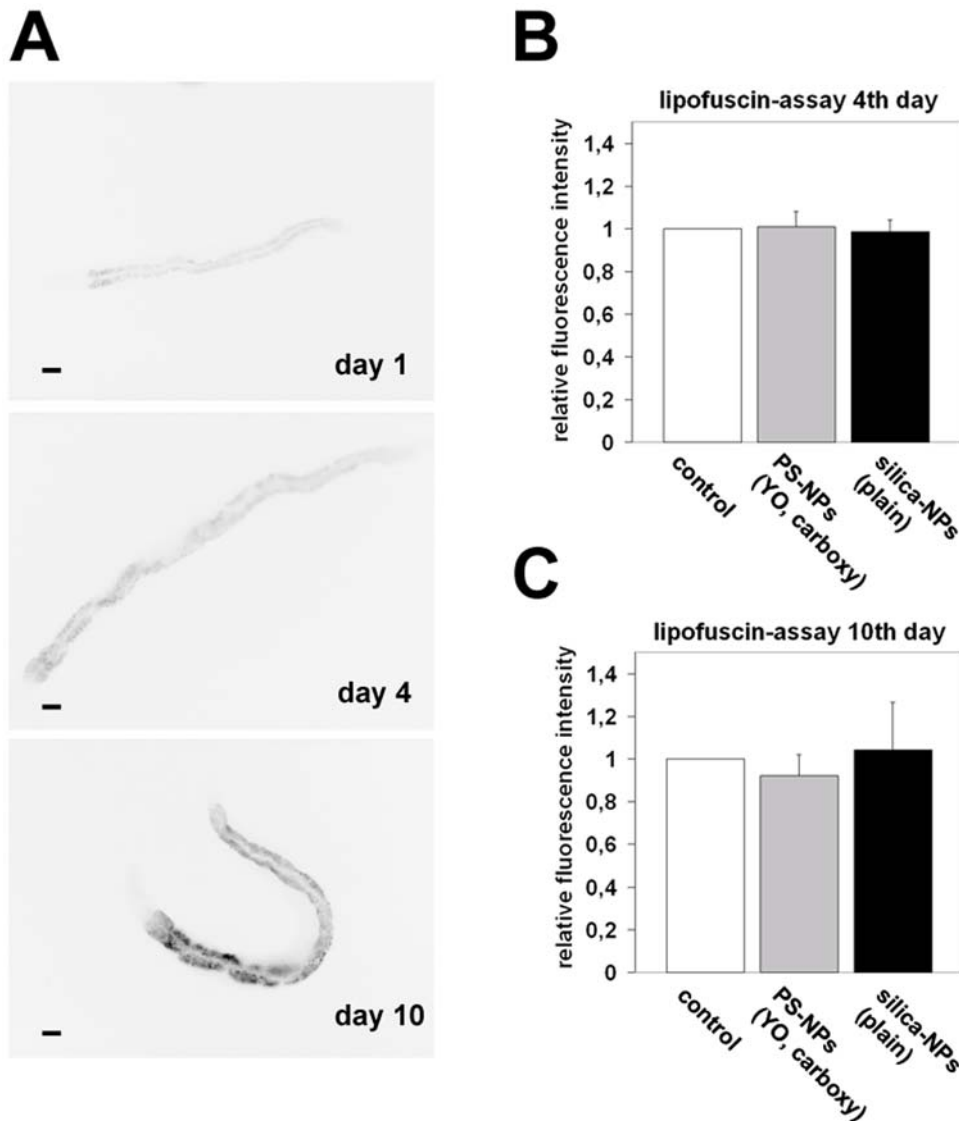 A
day 1
day 4
day 10
B
lipofuscin-assay 4th day
relative fluorescence intensity
1,4
1,2
1
0,8
0,6
0,4
0,2
0
control
PS-NPs
(YO, carboxy)
silica-NPs
(plain)
C
lipofuscin-assay 10th day
relative fluorescence intensity
1,4
1,2
1
0,8
0,6
0,4
0,2
0
control
PS-NPs
(YO, carboxy)
silica-NPs
(plain)